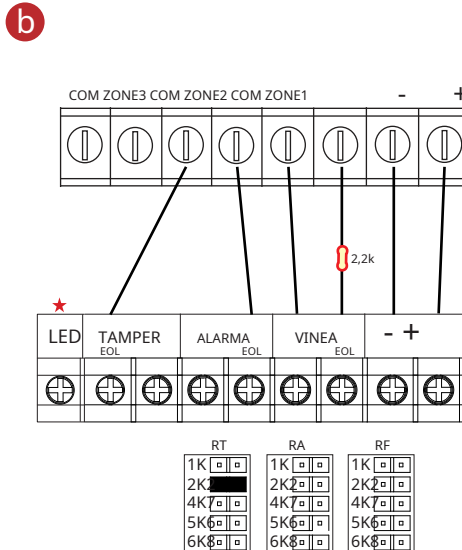 b
COM ZONE3 COM ZONE2 COM ZONE1 - +
2,2k
LED TAMPER ALARMA VINEA - +
EOL EOL EOL
RT RA RF
1K 1K 1K
2K2 2K2 2K2
4K7 4K7 4K7
5K6 5K6 5K6
6K8 6K8 6K8